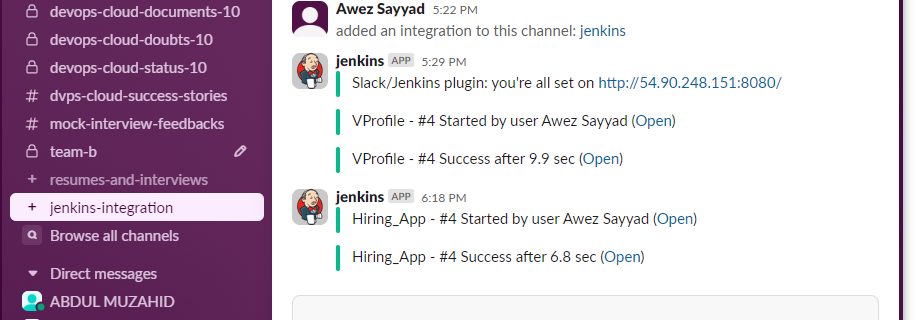 devops-cloud-documents-10
devops-cloud-doubts-10
devops-cloud-status-10
# dvps-cloud-success-stories
# mock-interview-feedbacks
team-b
+ resumes-and-interviews
+ jenkins-integration
Browse all channels
Direct messages
ABDUL MUZAHID
Awez Sayyad 5:22 PM
added an integration to this channel: jenkins
jenkins APP 5:29 PM
Slack/Jenkins plugin: you're all set on http://54.90.248.151:8080/
VProfile - #4 Started by user Awez Sayyad (Open)
VProfile - #4 Success after 9.9 sec (Open)
jenkins APP 6:18 PM
Hiring_App - #4 Started by user Awez Sayyad (Open)
Hiring_App - #4 Success after 6.8 sec (Open)